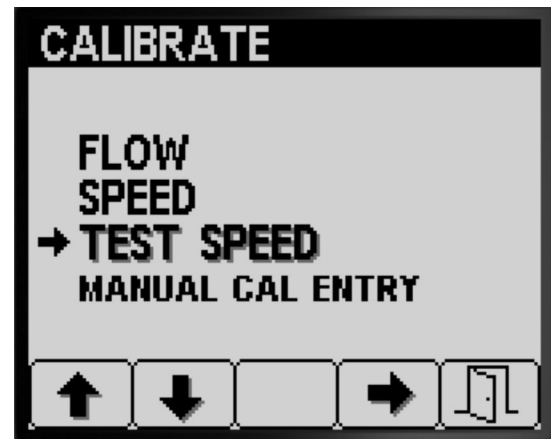 CALIBRATE
FLOW
SPEED
TEST SPEED
MANUAL CAL ENTRY